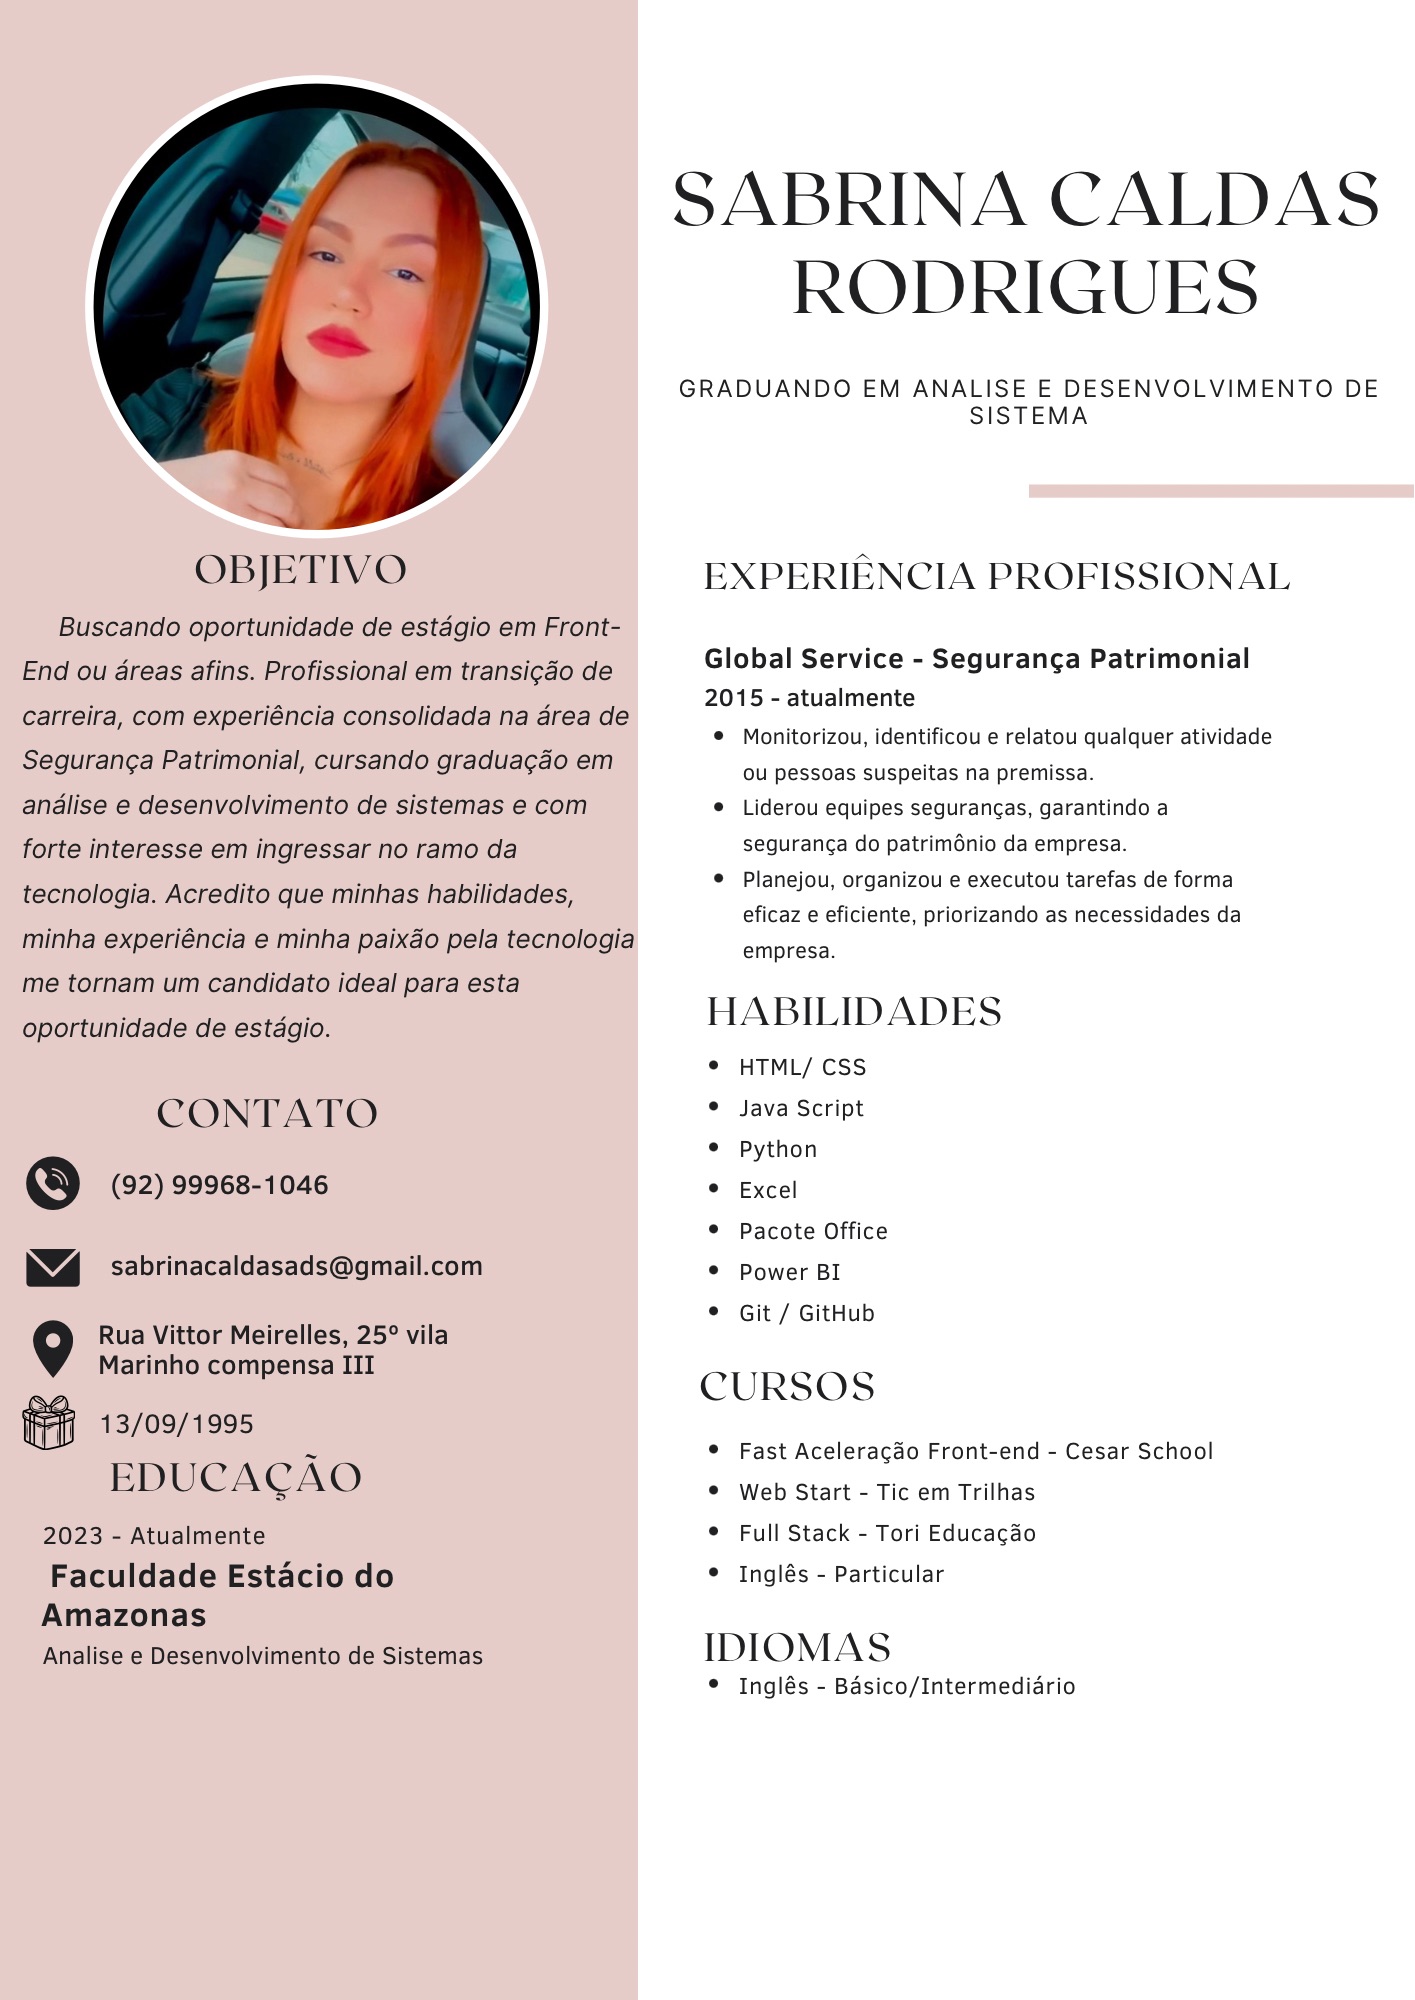 SABRINA CALDAS
RODRIGUES
GRADUANDO EM ANALISE E DESENVOLVIMENTO DE
SISTEMA
OBJETIVO
Buscando oportunidade de estágio em Front-
End ou áreas afins. Profissional em transição de
carreira, com experiência consolidada na área de
Segurança Patrimonial, cursando graduação em
análise e desenvolvimento de sistemas e com
forte interesse em ingressar no ramo da
tecnologia. Acredito que minhas habilidades,
minha experiência e minha paixão pela tecnologia
me tornam um candidato ideal para esta
oportunidade de estágio.
CONTATO
(92) 99968-1046
sabrinacaldasads@gmail.com
Rua Vittor Meirelles, 25º vila
Marinho compensa III
13/09/1995
EDUCAÇÃO
2023 - Atualmente
Faculdade Estácio do
Amazonas
Analise e Desenvolvimento de Sistemas
EXPERIÊNCIA PROFISSIONAL
Global Service - Segurança Patrimonial
2015 - atualmente
• Monitorizou, identificou e relatou qualquer atividade
ou pessoas suspeitas na premissa.
• Liderou equipes seguranças, garantindo a
segurança do patrimônio da empresa.
• Planejou, organizou e executou tarefas de forma
eficaz e eficiente, priorizando as necessidades da
empresa.
HABILIDADES
• HTML/ CSS
• Java Script
• Python
• Excel
• Pacote Office
• Power BI
• Git / GitHub
CURSOS
• Fast Aceleração Front-end - Cesar School
• Web Start - Tic em Trilhas
• Full Stack - Tori Educação
• Inglês - Particular
IDIOMAS
• Inglês - Básico/Intermediário